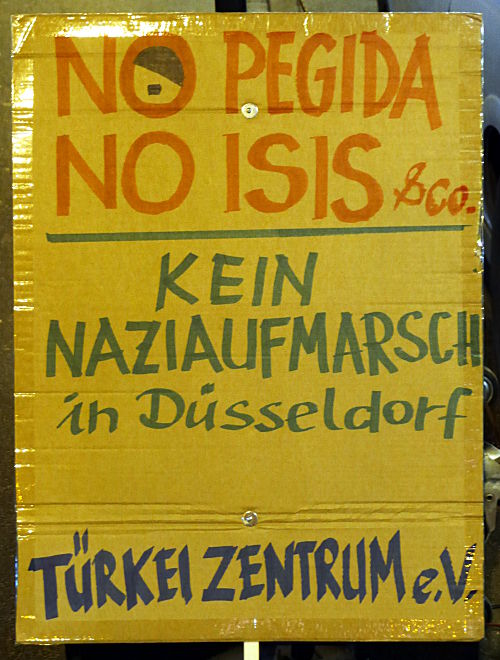 NO PEGIDA
NO ISIS & CO.
KEIN
NAZIAUFMARSCH
in Düsseldorf
TÜRKEI ZENTRUM e.V.